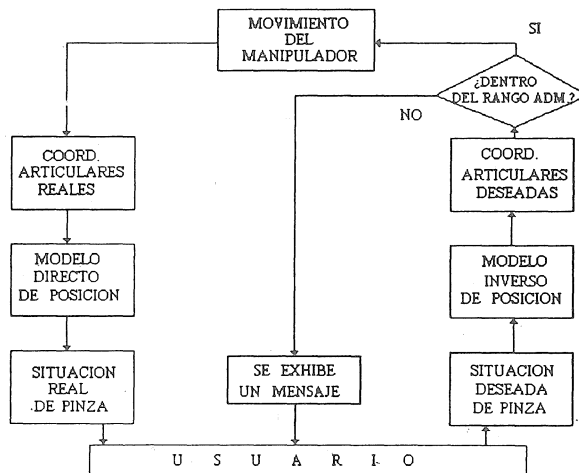 MOVIMIENTO
DEL
MANIPULADOR
SI
¿DENTRO
DEL RANGO ADM.?
NO
COORD.
ARTICULARES
REALES
COORD.
ARTICULARES
DESEADAS
MODELO
DIRECTO
DE POSICION
MODELO
INVERSO
DE POSICION
SITUACION
REAL
DE PINZA
SE EXHIBE
UN MENSAJE
SITUACION
DESEADA
DE PINZA
U S U A R I O